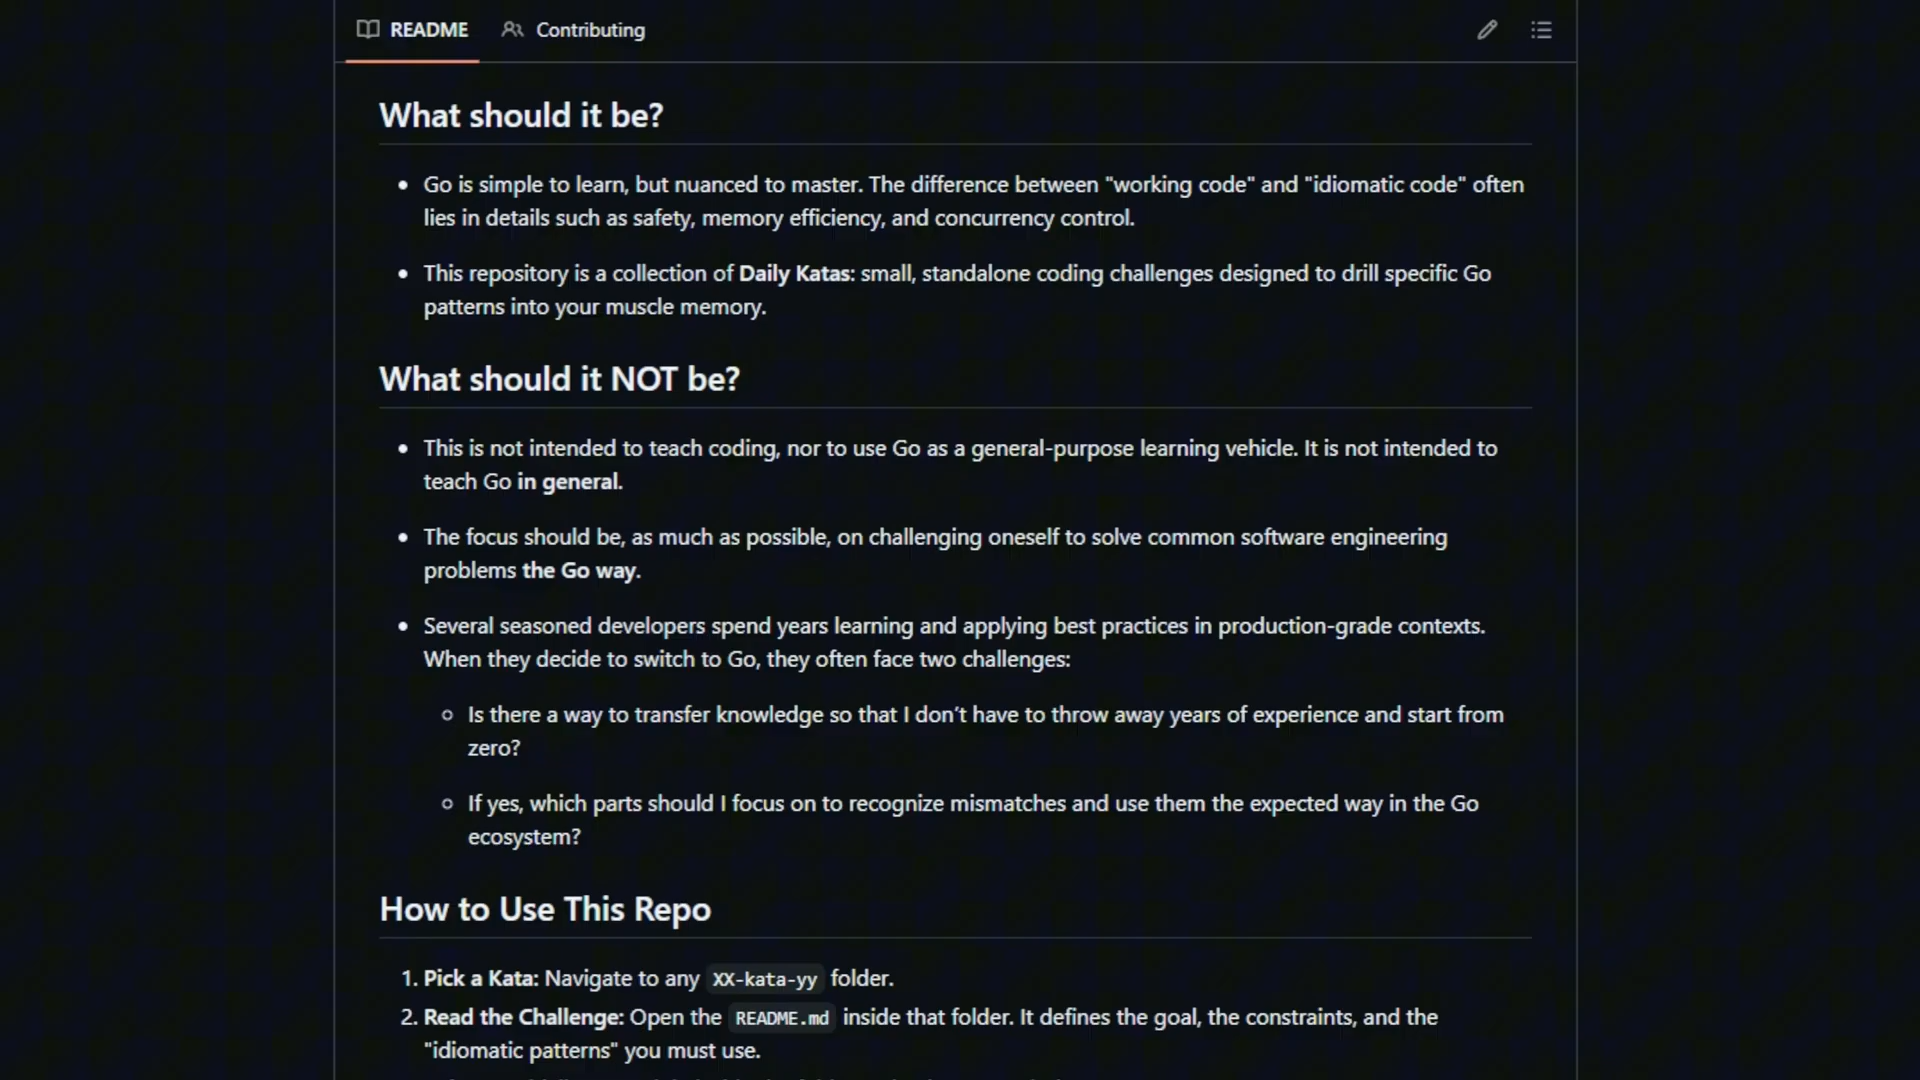 README Contributing
What should it be?
• Go is simple to learn, but nuanced to master. The difference between "working code" and "idiomatic code" often
lies in details such as safety, memory efficiency, and concurrency control.
• This repository is a collection of Daily Katas: small, standalone coding challenges designed to drill specific Go
patterns into your muscle memory.
What should it NOT be?
• This is not intended to teach coding, nor to use Go as a general-purpose learning vehicle. It is not intended to
teach Go in general.
• The focus should be, as much as possible, on challenging oneself to solve common software engineering
problems the Go way.
• Several seasoned developers spend years learning and applying best practices in production-grade contexts.
When they decide to switch to Go, they often face two challenges:
◦ Is there a way to transfer knowledge so that I don’t have to throw away years of experience and start from
zero?
◦ If yes, which parts should I focus on to recognize mismatches and use them the expected way in the Go
ecosystem?
How to Use This Repo
1. Pick a Kata: Navigate to any XX-kata-yy folder.
2. Read the Challenge: Open the README.md inside that folder. It defines the goal, the constraints, and the
"idiomatic patterns" you must use.